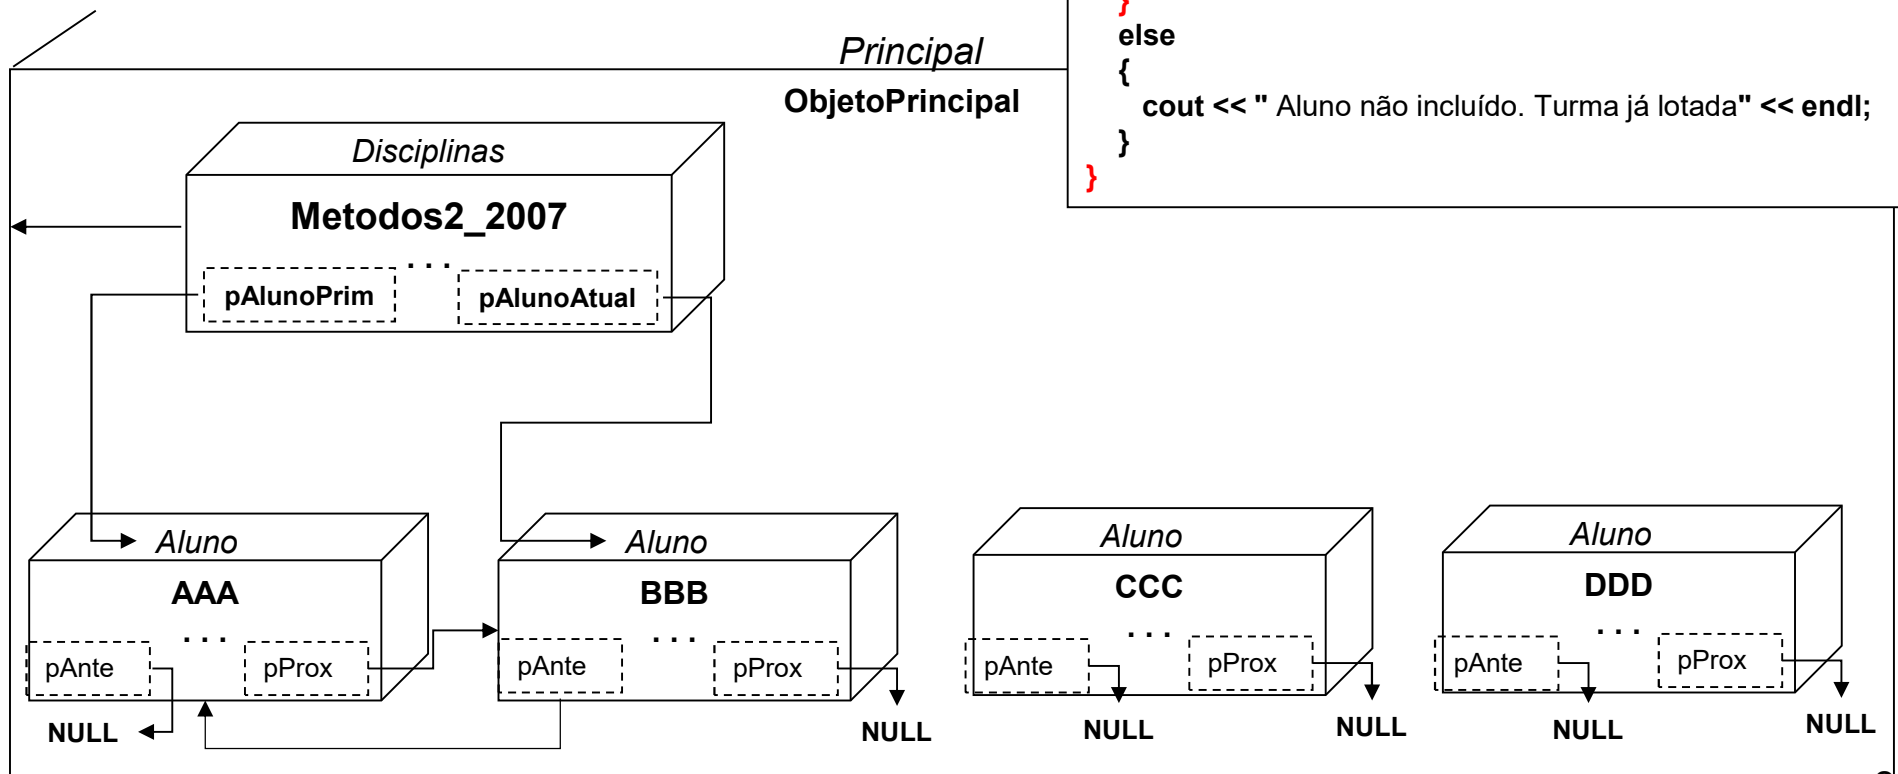 }
else
{
cout << " Aluno não incluído. Turma já lotada" << endl;
}
}
Principal
ObjetoPrincipal
Disciplinas
Metodos2_2007
. . .
pAlunoPrim
pAlunoAtual
Aluno
AAA
. . .
pAnte
pProx
NULL
Aluno
BBB
. . .
pAnte
pProx
NULL
Aluno
CCC
. . .
pAnte
pProx
NULL
NULL
Aluno
DDD
. . .
pAnte
pProx
NULL
NULL